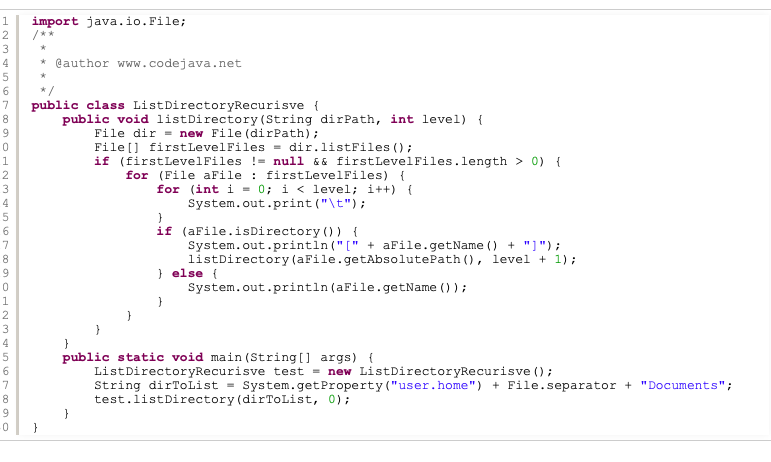 1 import java.io.File;
2 /**
3  *
4  * @author www.codejava.net
5  *
6  */
7 public class ListDirectoryRecurisve {
8     public void listDirectory(String dirPath, int level) {
9         File dir = new File(dirPath);
0         File[] firstLevelFiles = dir.listFiles();
1         if (firstLevelFiles != null && firstLevelFiles.length > 0) {
2             for (File aFile : firstLevelFiles) {
3                 for (int i = 0; i < level; i++) {
4                     System.out.print("\t");
5                 }
6                 if (aFile.isDirectory()) {
7                     System.out.println("[" + aFile.getName() + "]");
8                     listDirectory(aFile.getAbsolutePath(), level + 1);
9                 } else {
0                     System.out.println(aFile.getName());
1                 }
2             }
3         }
4     }
5     public static void main(String[] args) {
6         ListDirectoryRecurisve test = new ListDirectoryRecurisve();
7         String dirToList = System.getProperty("user.home") + File.separator + "Documents";
8         test.listDirectory(dirToList, 0);
9     }
0 }